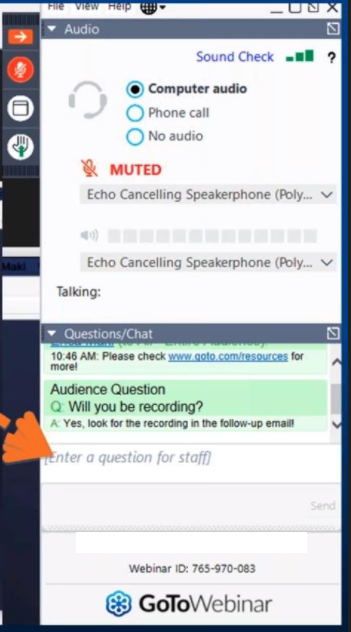 File View Help
Audio
Sound Check ?
Computer audio
Phone call
No audio
MUTED
Echo Cancelling Speakerphone (Poly...
Echo Cancelling Speakerphone (Poly...
Maki
Talking:
Questions/Chat
10:46 AM: Please check www.goto.com/resources for
more!
Audience Question
Q: Will you be recording?
A: Yes, look for the recording in the follow-up email!
[Enter a question for staff]
Send
Webinar ID: 765-970-083
GoToWebinar